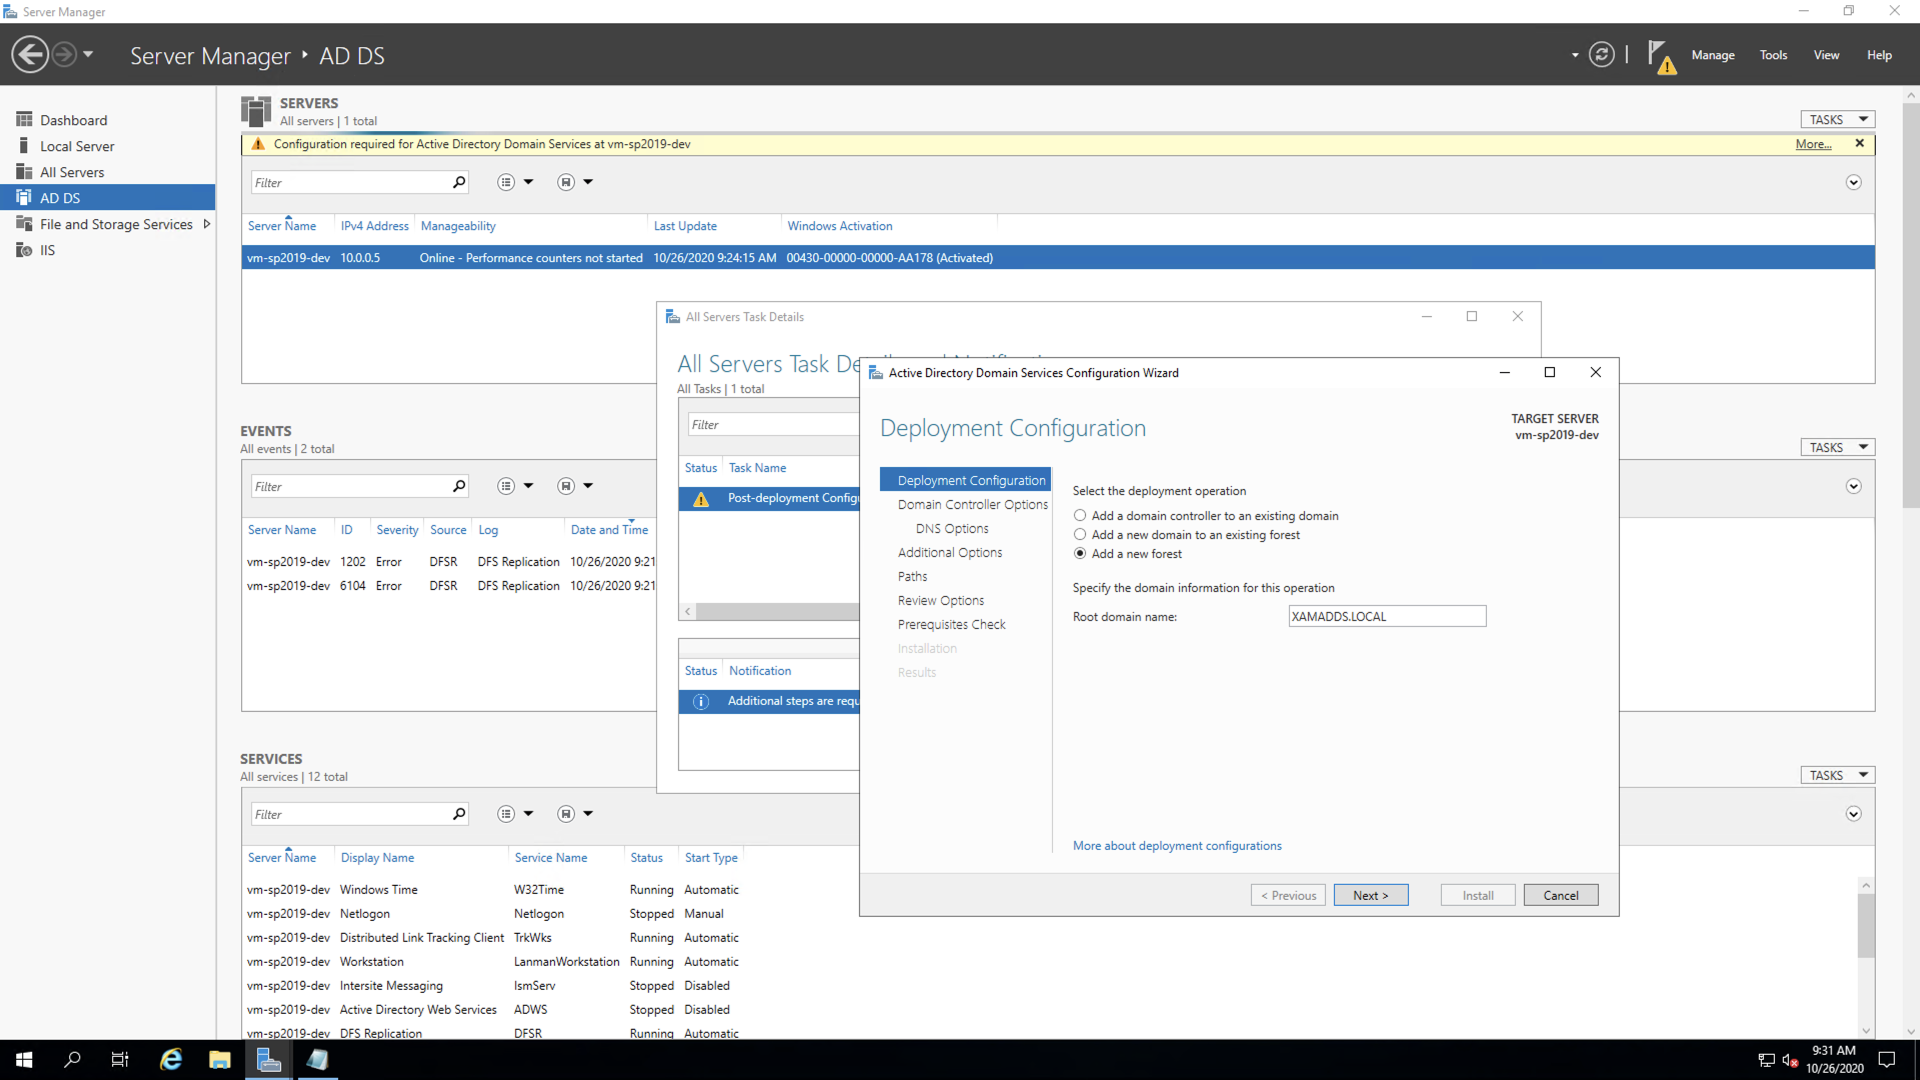 Server Manager
Server Manager ‣ AD DS
Manage Tools View Help
Dashboard
Local Server
All Servers
AD DS
File and Storage Services
IIS
SERVERS
All servers | 1 total
TASKS
Configuration required for Active Directory Domain Services at vm-sp2019-dev
More...
Filter
Server Name IPv4 Address Manageability Last Update Windows Activation
vm-sp2019-dev 10.0.0.5 Online - Performance counters not started 10/26/2020 9:24:15 AM 00430-00000-00000-AA178 (Activated)
EVENTS
All events | 2 total
TASKS
Filter
Server Name ID Severity Source Log Date and Time
vm-sp2019-dev 1202 Error DFSR DFS Replication 10/26/2020 9:21
vm-sp2019-dev 6104 Error DFSR DFS Replication 10/26/2020 9:21
SERVICES
All services | 12 total
TASKS
Filter
Server Name Display Name Service Name Status Start Type
vm-sp2019-dev Windows Time W32Time Running Automatic
vm-sp2019-dev Netlogon Netlogon Stopped Manual
vm-sp2019-dev Distributed Link Tracking Client TrkWks Running Automatic
vm-sp2019-dev Workstation LanmanWorkstation Running Automatic
vm-sp2019-dev Intersite Messaging IsmServ Stopped Disabled
vm-sp2019-dev Active Directory Web Services ADWS Stopped Disabled
vm-sp2019-dev DFS Replication DFSR Running Automatic
All Servers Task Details
All Servers Task De
All Tasks | 1 total
Filter
Status Task Name
Post-deployment Configu
Status Notification
Additional steps are requ
Active Directory Domain Services Configuration Wizard
Deployment Configuration
TARGET SERVER
vm-sp2019-dev
Deployment Configuration
Domain Controller Options
DNS Options
Additional Options
Paths
Review Options
Prerequisites Check
Installation
Results
Select the deployment operation
Add a domain controller to an existing domain
Add a new domain to an existing forest
Add a new forest
Specify the domain information for this operation
Root domain name: XAMADDS.LOCAL
More about deployment configurations
< Previous Next > Install Cancel
9:31 AM
10/26/2020